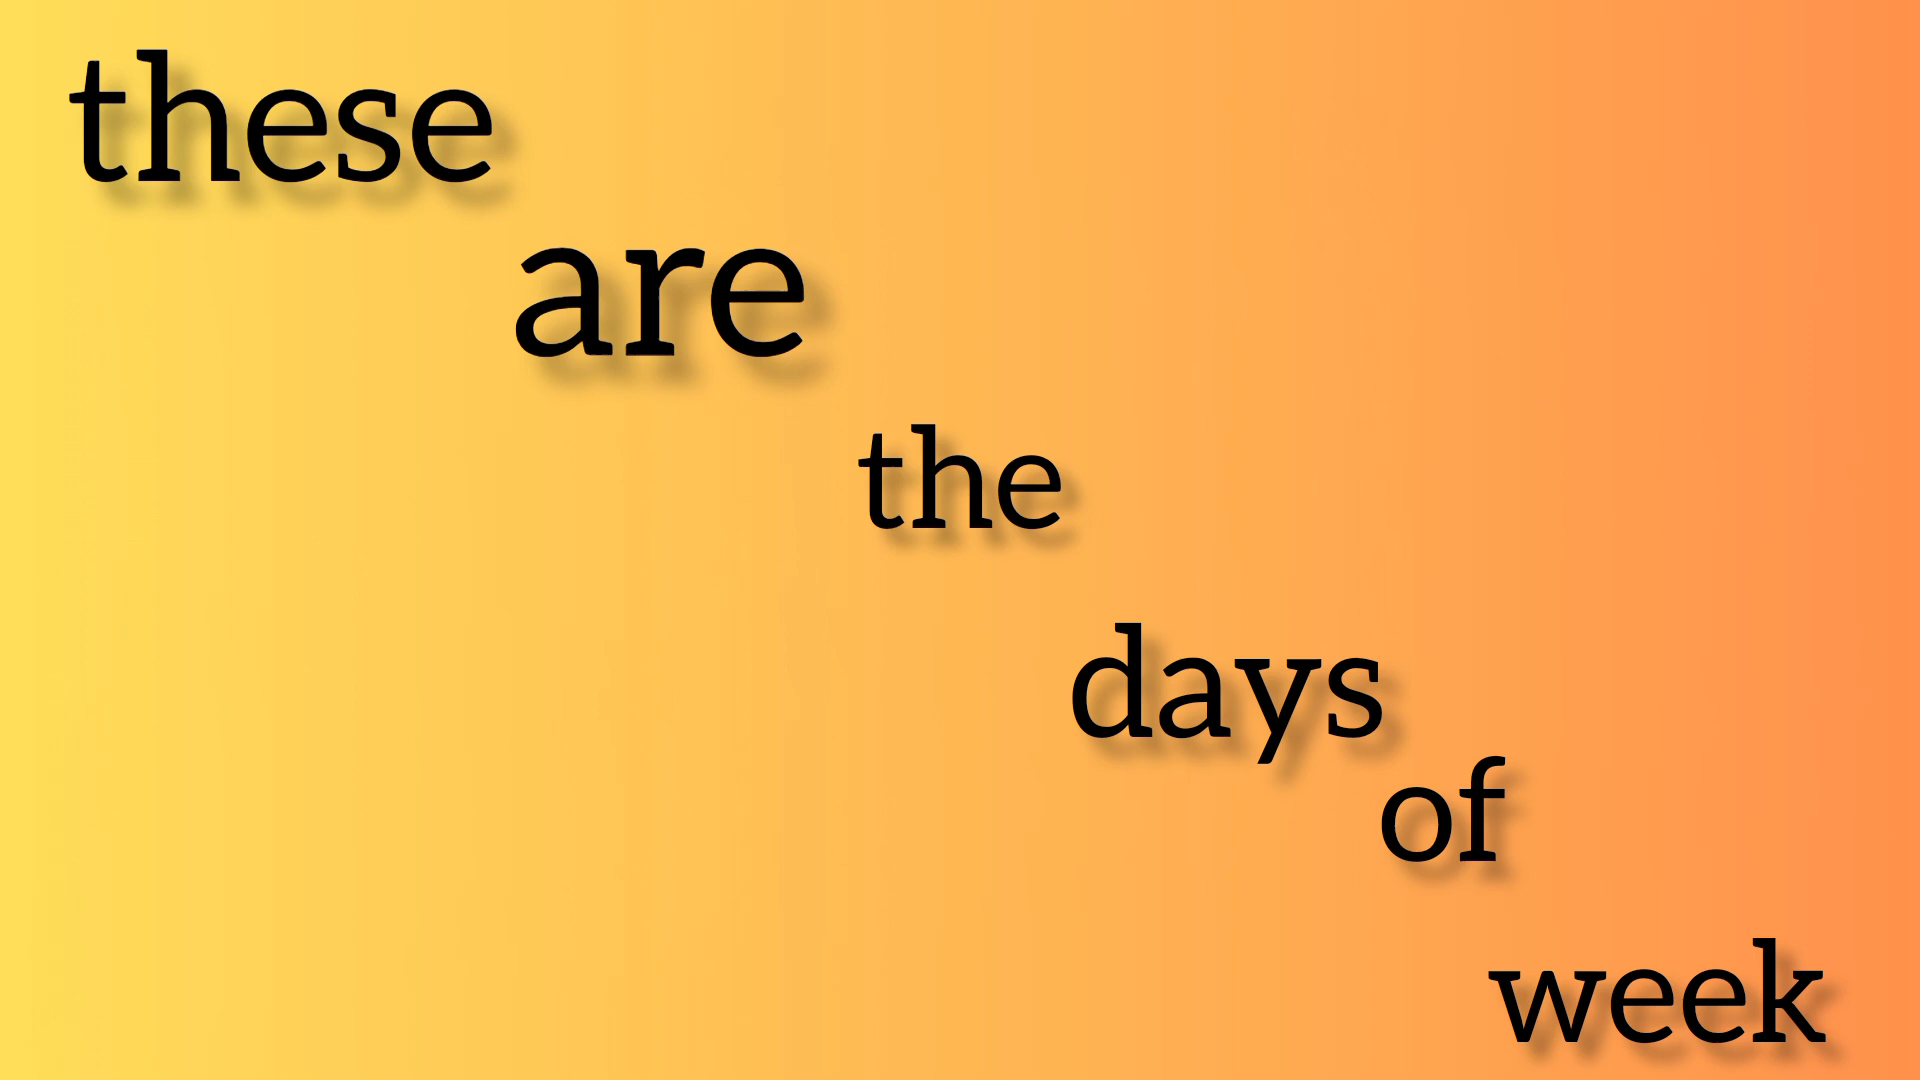 these
are
the
days
of
week